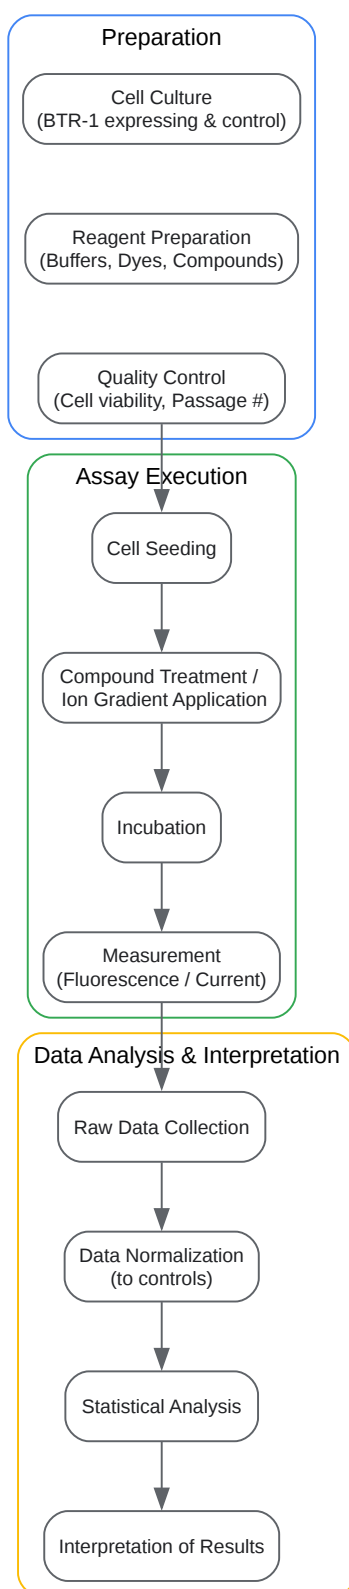 Preparation
Cell Culture
(BTR-1 expressing & control)
Reagent Preparation
(Buffers, Dyes, Compounds)
Quality Control
(Cell viability, Passage #)
Assay Execution
Cell Seeding
Compound Treatment /
Ion Gradient Application
Incubation
Measurement
(Fluorescence / Current)
Data Analysis & Interpretation
Raw Data Collection
Data Normalization
(to controls)
Statistical Analysis
Interpretation of Results